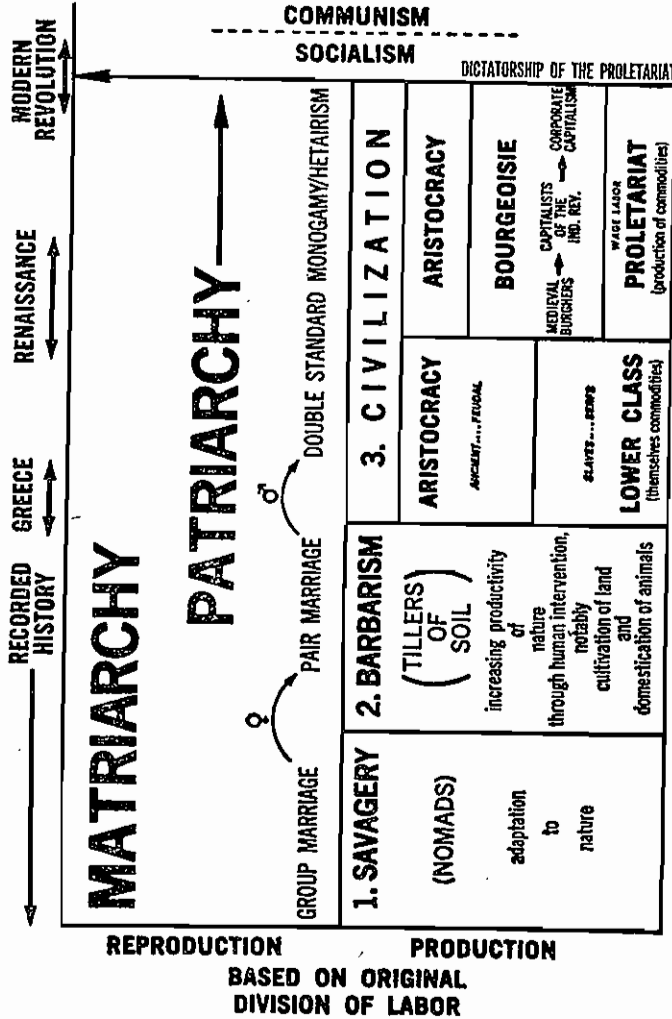 COMMUNISM
SOCIALISM
DICTATORSHIP OF THE PROLETARIAT
MODERN
REVOLUTION
RENAISSANCE
GREECE
RECORDED
HISTORY
MATRIARCHY
PATRIARCHY
GROUP MARRIAGE
PAIR MARRIAGE
DOUBLE STANDARD MONOGAMY/HETAIRISM
♀
♂
1. SAVAGERY
(NOMADS)
adaptation
to
nature
2. BARBARISM
(TILLERS
OF
SOIL)
increasing productivity
of
nature
through human intervention,
notably
cultivation of land
and
domestication of animals
3. CIVILIZATION
ARISTOCRACY
ANCIENT....FEUDAL
SLAVES....SERFS
LOWER CLASS
(themselves commodities)
ARISTOCRACY
BOURGEOISIE
MEDIEVAL
BURGHERS
CAPITALISTS
OF THE
IND. REV.
CORPORATE
CAPITALISM
WAGE LABOR
PROLETARIAT
(production of commodities)
REPRODUCTION
PRODUCTION
BASED ON ORIGINAL
DIVISION OF LABOR